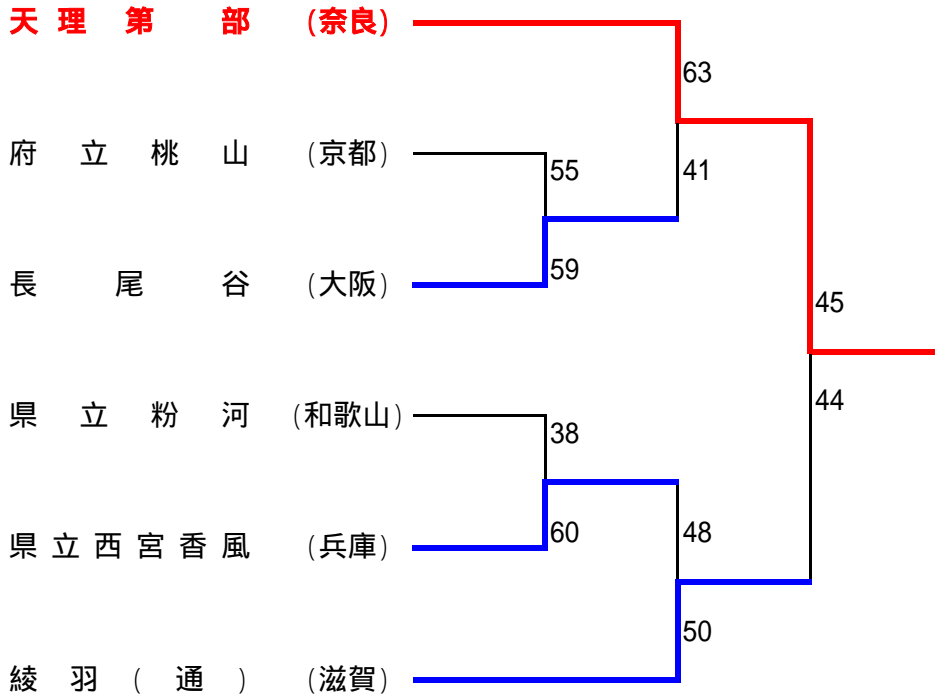 天理第 部 (奈良)
63
府立桃山 (京都)
55
41
長尾谷 (大阪)
59
45
県立粉河 (和歌山)
38
44
県立西宮香風 (兵庫)
60
48
50
綾羽(通) (滋賀)